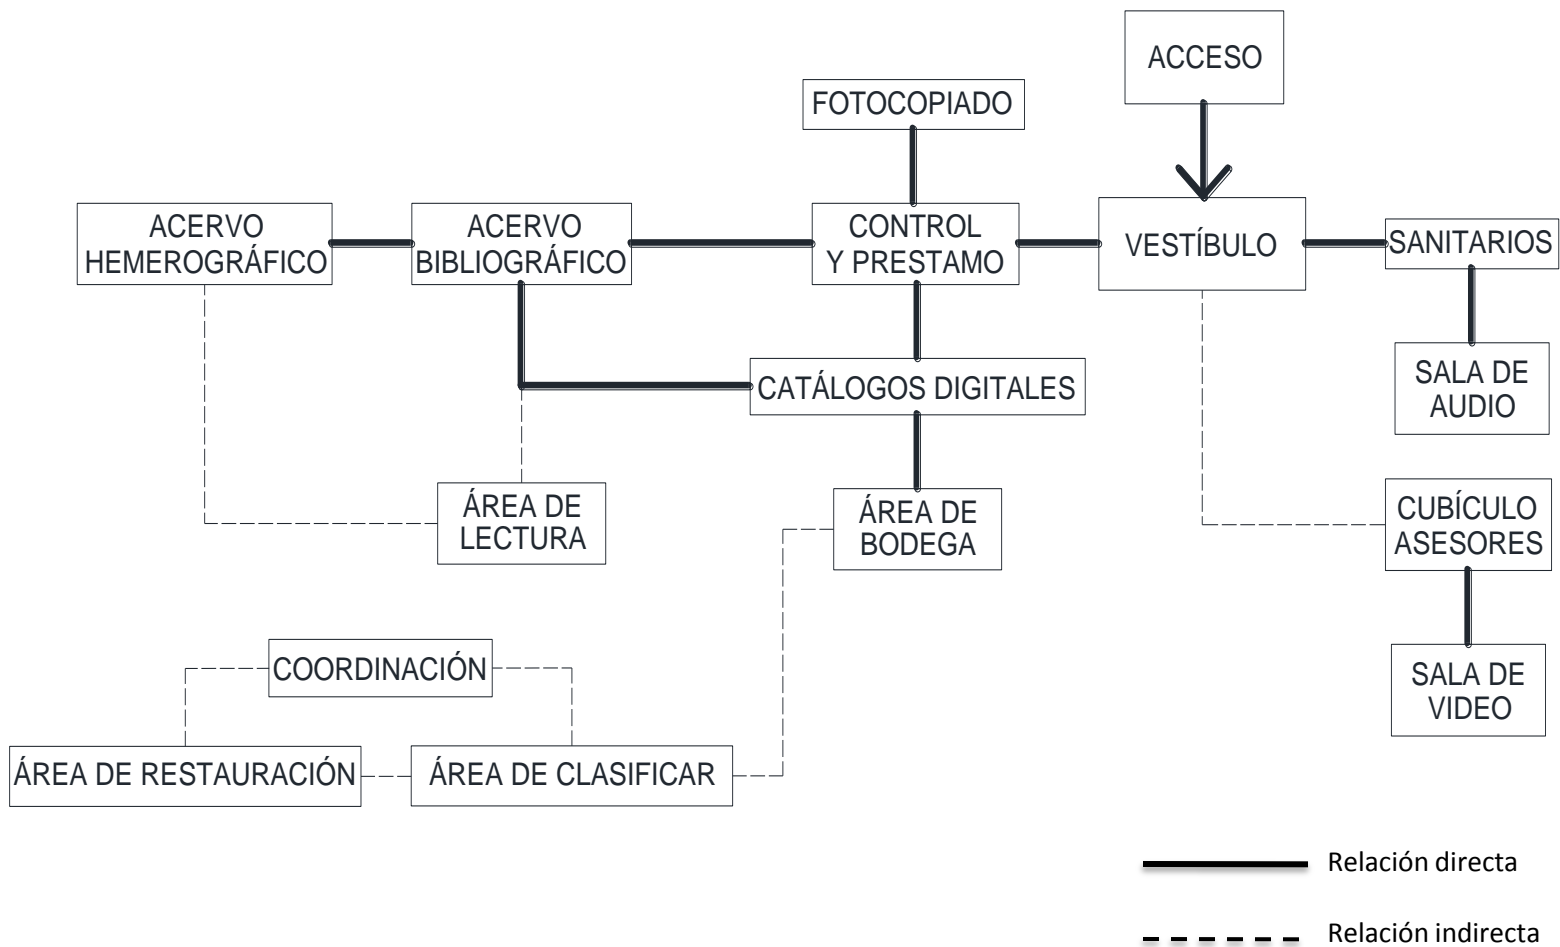 ACCESO
FOTOCOPIADO
ACERVO
HEMEROGRÁFICO
ACERVO
BIBLIOGRÁFICO
CONTROL
Y PRESTAMO
VESTÍBULO
SANITARIOS
CATÁLOGOS DIGITALES
SALA DE
AUDIO
ÁREA DE
LECTURA
ÁREA DE
BODEGA
CUBÍCULO
ASESORES
COORDINACIÓN
SALA DE
VIDEO
ÁREA DE RESTAURACIÓN
ÁREA DE CLASIFICAR
Relación directa
Relación indirecta